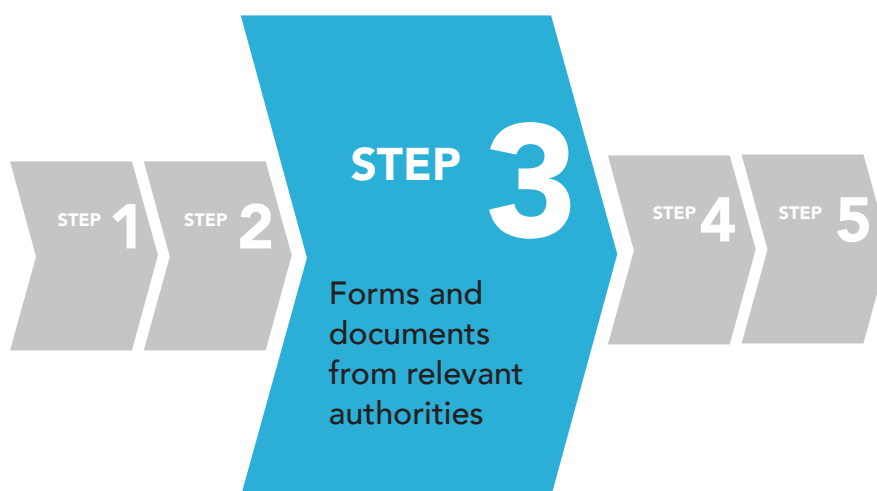 STEP 1
STEP 2
STEP 3
Forms and
documents
from relevant
authorities
STEP 4
STEP 5